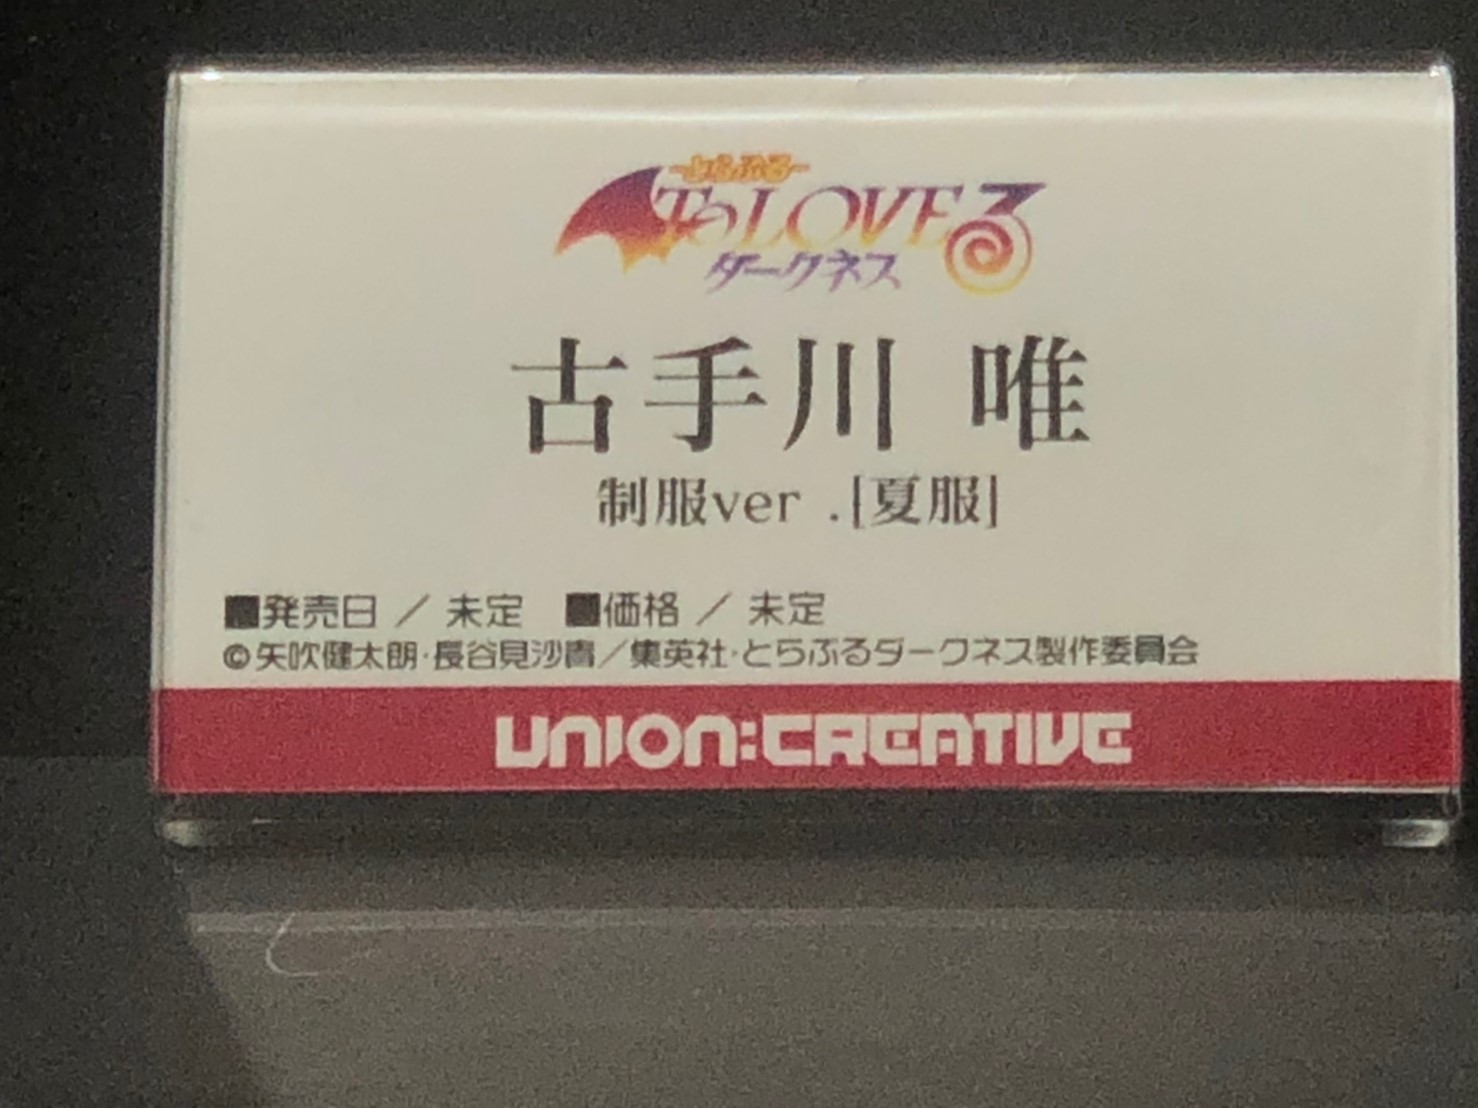 -とらぶる-
ToLOVEる
ダークネス
古手川 唯
制服ver .[夏服]
■発売日 ／ 未定　■価格 ／ 未定
©矢吹健太朗・長谷見沙貴／集英社・とらぶるダークネス製作委員会
UNION:CREATIVE